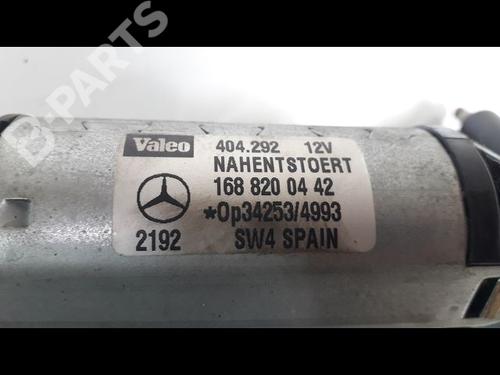 B-PARTS
Valeo 404.292 12V
NAHENTSTOERT
168 820 04 42
*Op34253/4993
2192 SW4 SPAIN